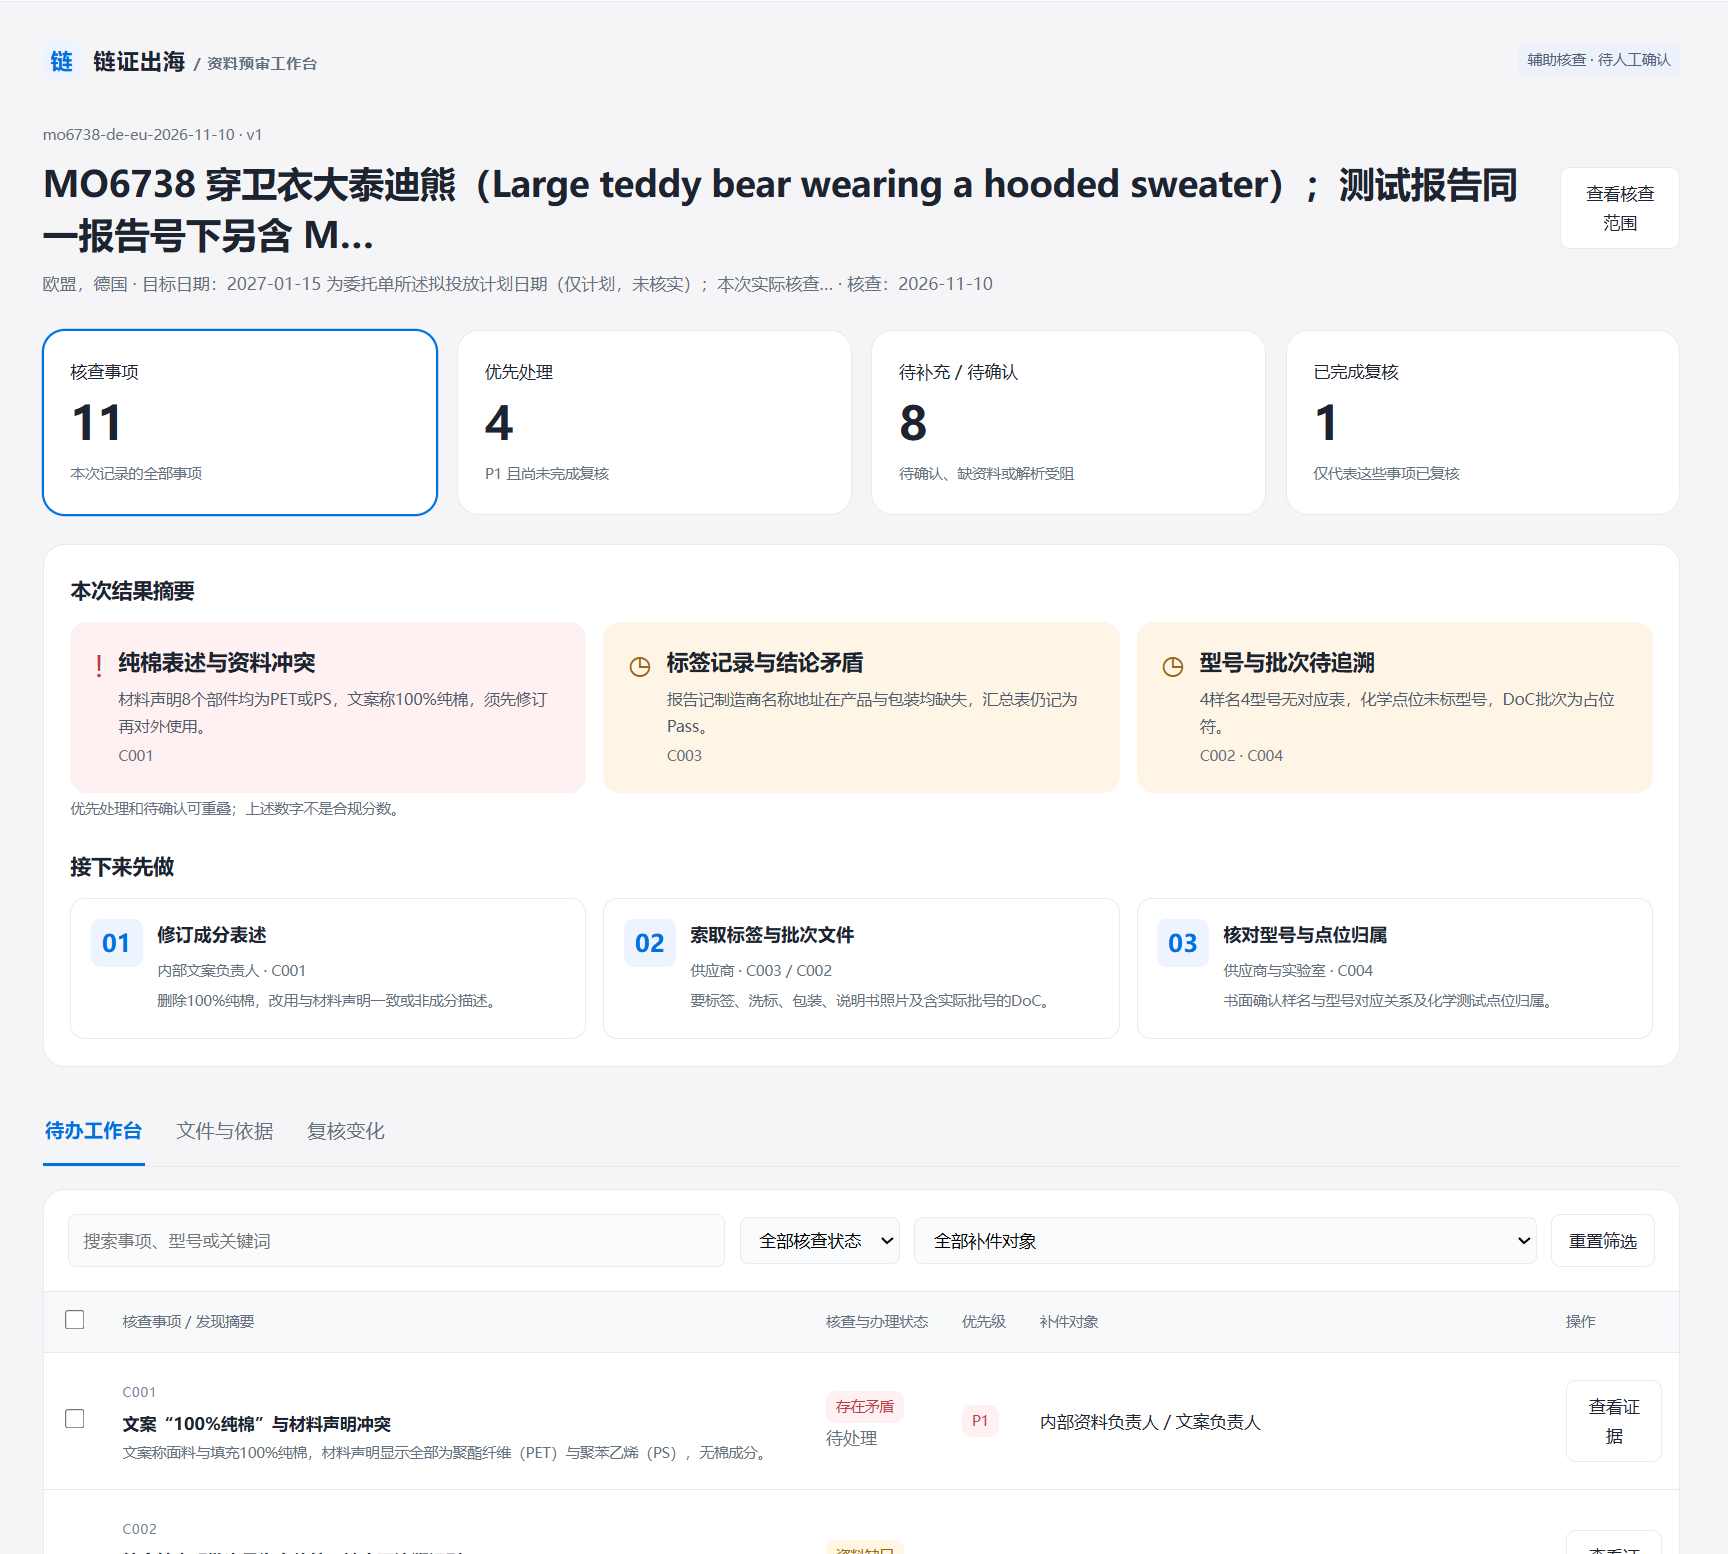 链 链证出海 / 资料预审工作台
辅助核查 · 待人工确认
mo6738-de-eu-2026-11-10 · v1
MO6738 穿卫衣大泰迪熊（Large teddy bear wearing a hooded sweater）；测试报告同
一报告号下另含 M...
查看核查
范围
欧盟，德国 · 目标日期：2027-01-15 为委托单所述拟投放计划日期（仅计划，未核实）；本次实际核查... · 核查：2026-11-10
核查事项
11
本次记录的全部事项
优先处理
4
P1 且尚未完成复核
待补充 / 待确认
8
待确认、缺资料或解析受阻
已完成复核
1
仅代表这些事项已复核
本次结果摘要
! 纯棉表述与资料冲突
材料声明8个部件均为PET或PS，文案称100%纯棉，须先修订
再对外使用。
C001
标签记录与结论矛盾
报告记制造商名称地址在产品与包装均缺失，汇总表仍记为
Pass。
C003
型号与批次待追溯
4样名4型号无对应表，化学点位未标型号，DoC批次为占位
符。
C002 · C004
优先处理和待确认可重叠；上述数字不是合规分数。
接下来先做
01 修订成分表述
内部文案负责人 · C001
删除100%纯棉，改用与材料声明一致或非成分描述。
02 索取标签与批次文件
供应商 · C003 / C002
要标签、洗标、包装、说明书照片及含实际批号的DoC。
03 核对型号与点位归属
供应商与实验室 · C004
书面确认样名与型号对应关系及化学测试点位归属。
待办工作台 文件与依据 复核变化
搜索事项、型号或关键词 全部核查状态 全部补件对象 重置筛选
核查事项 / 发现摘要 核查与办理状态 优先级 补件对象 操作
C001
文案“100%纯棉”与材料声明冲突
文案称面料与填充100%纯棉，材料声明显示全部为聚酯纤维（PET）与聚苯乙烯（PS），无棉成分。
存在矛盾
待处理
P1
内部资料负责人 / 文案负责人
查看证
据
C002